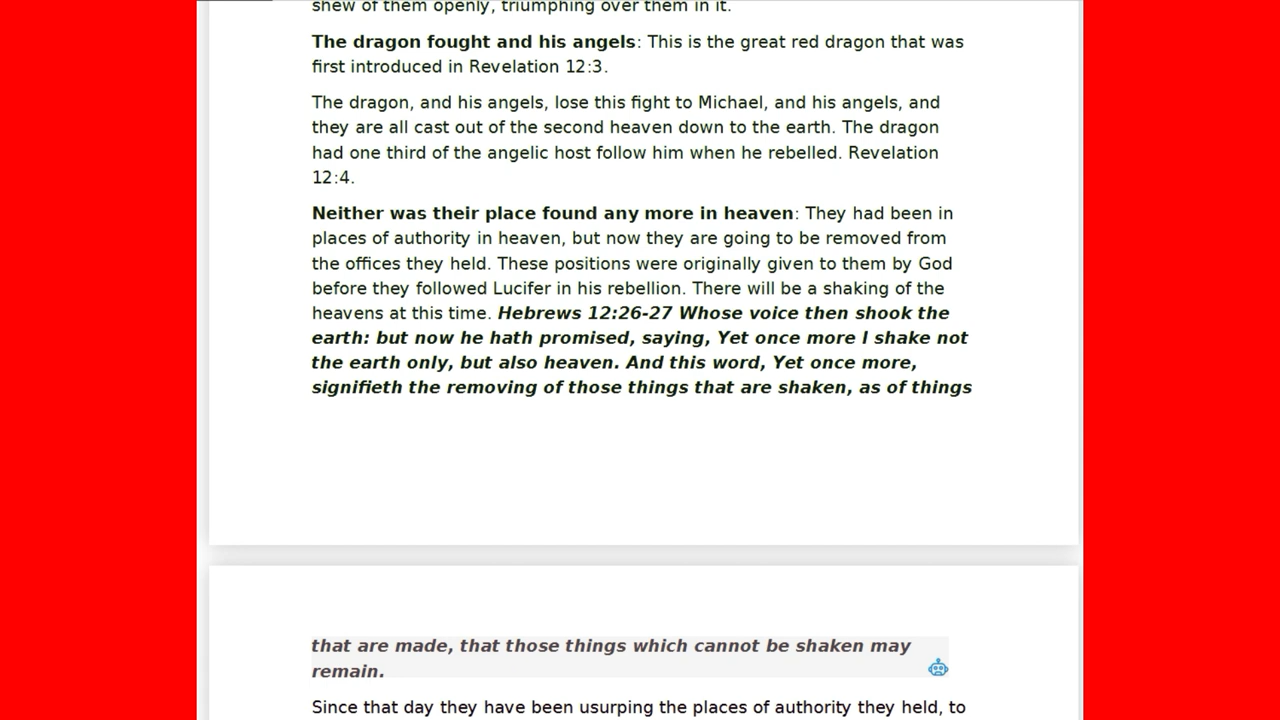 shew of them openly, triumphing over them in it.
The dragon fought and his angels: This is the great red dragon that was
first introduced in Revelation 12:3.
The dragon, and his angels, lose this fight to Michael, and his angels, and
they are all cast out of the second heaven down to the earth. The dragon
had one third of the angelic host follow him when he rebelled. Revelation
12:4.
Neither was their place found any more in heaven: They had been in
places of authority in heaven, but now they are going to be removed from
the offices they held. These positions were originally given to them by God
before they followed Lucifer in his rebellion. There will be a shaking of the
heavens at this time. Hebrews 12:26-27 Whose voice then shook the
earth: but now he hath promised, saying, Yet once more I shake not
the earth only, but also heaven. And this word, Yet once more,
signifieth the removing of those things that are shaken, as of things
that are made, that those things which cannot be shaken may
remain.
Since that day they have been usurping the places of authority they held, to